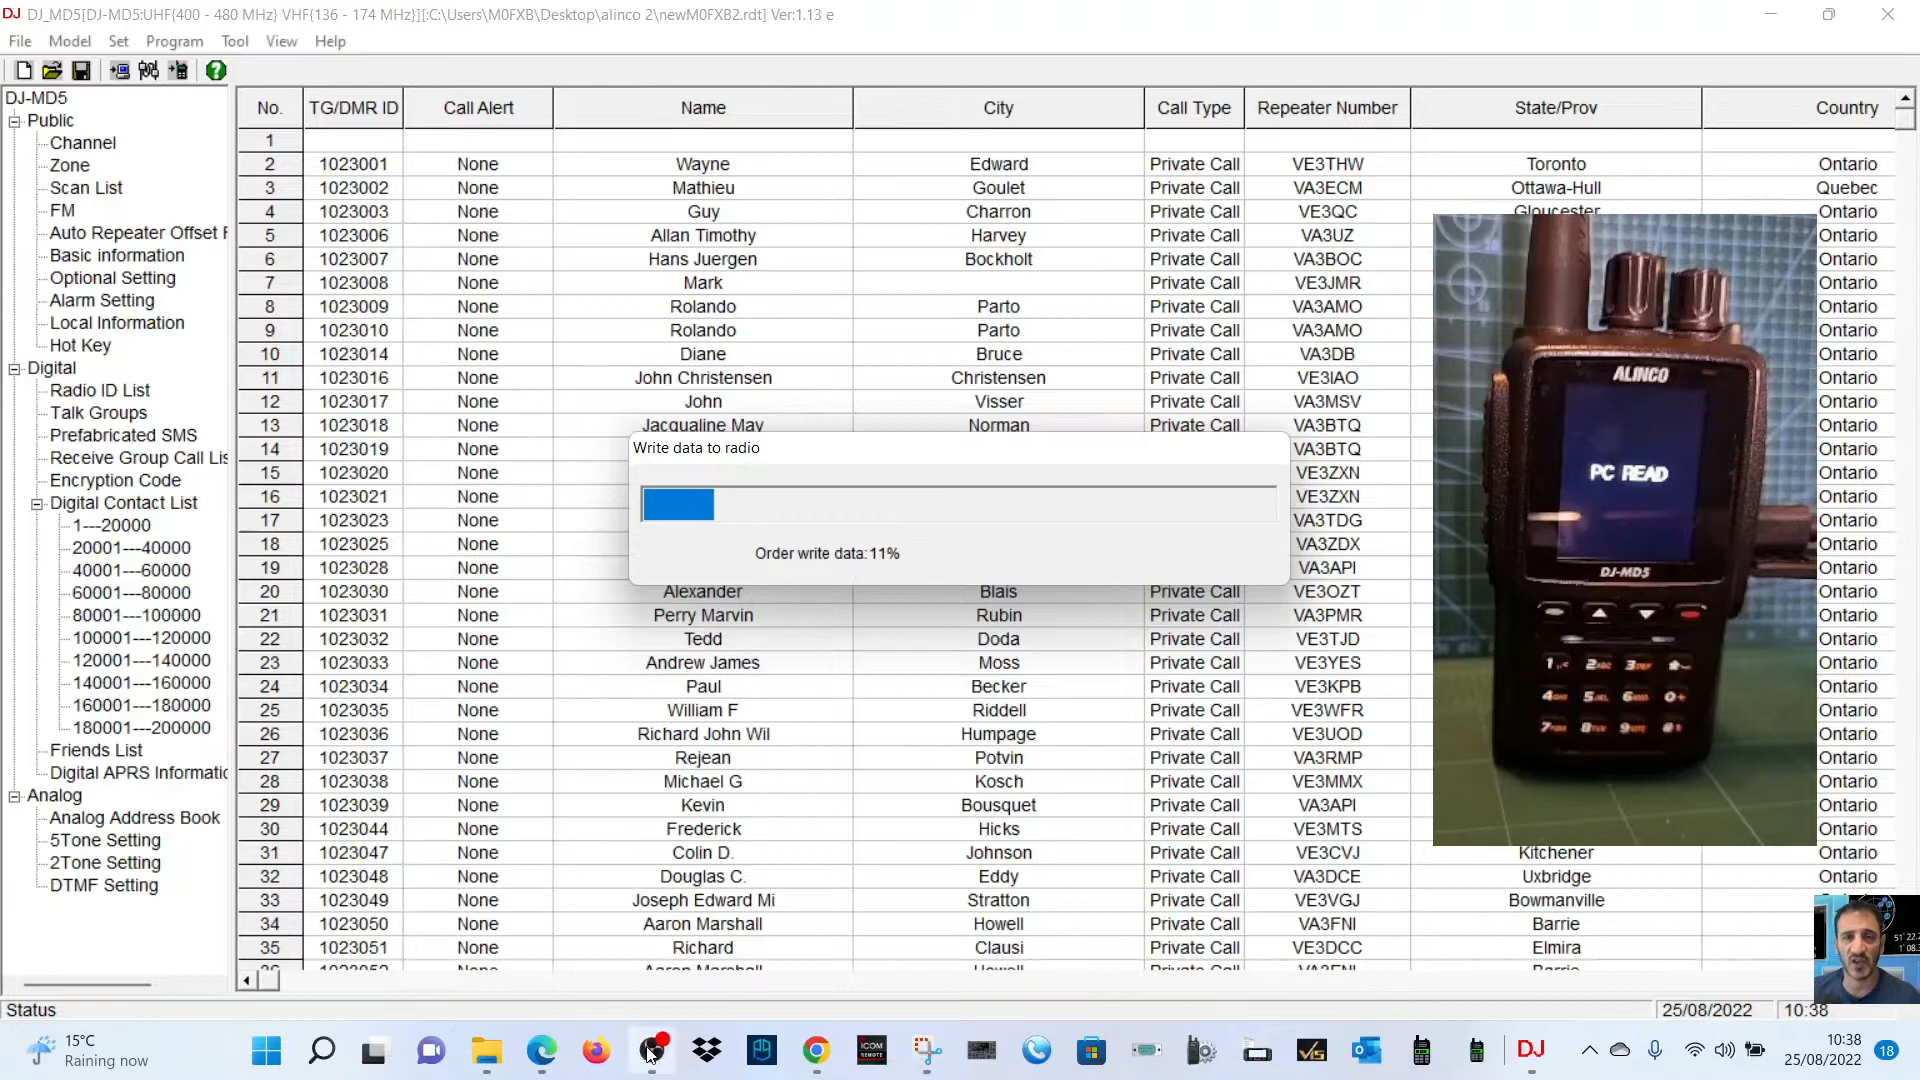 DJ DJ_MD5[DJ-MD5:UHF{400 - 480 MHz} VHF{136 - 174 MHz}][:C:\Users\M0FXB\Desktop\alinco 2\newM0FXB2.rdt] Ver:1.13 e
File Model Set Program Tool View Help
DJ-MD5
Public
Channel
Zone
Scan List
FM
Auto Repeater Offset F
Basic information
Optional Setting
Alarm Setting
Local Information
Hot Key
Digital
Radio ID List
Talk Groups
Prefabricated SMS
Receive Group Call Lis
Encryption Code
Digital Contact List
1---20000
20001---40000
40001---60000
60001---80000
80001---100000
100001---120000
120001---140000
140001---160000
160001---180000
180001---200000
Friends List
Digital APRS Informatic
Analog
Analog Address Book
5Tone Setting
2Tone Setting
DTMF Setting
No. TG/DMR ID Call Alert Name City Call Type Repeater Number State/Prov Country
1
2 1023001 None Wayne Edward Private Call VE3THW Toronto Ontario
3 1023002 None Mathieu Goulet Private Call VA3ECM Ottawa-Hull Quebec
4 1023003 None Guy Charron Private Call VE3QC Gloucester Ontario
5 1023006 None Allan Timothy Harvey Private Call VA3UZ Ontario
6 1023007 None Hans Juergen Bockholt Private Call VA3BOC Ontario
7 1023008 None Mark Private Call VE3JMR Ontario
8 1023009 None Rolando Parto Private Call VA3AMO Ontario
9 1023010 None Rolando Parto Private Call VA3AMO Ontario
10 1023014 None Diane Bruce Private Call VA3DB Ontario
11 1023016 None John Christensen Christensen Private Call VE3IAO Ontario
12 1023017 None John Visser Private Call VA3MSV Ontario
13 1023018 None Jacqualine May Norman Private Call VA3BTQ Ontario
14 1023019 None VA3BTQ Ontario
15 1023020 None VE3ZXN Ontario
16 1023021 None VE3ZXN Ontario
17 1023023 None VA3TDG Ontario
18 1023025 None VA3ZDX Ontario
19 1023028 None VA3API Ontario
20 1023030 None Alexander Blais Private Call VE3OZT Ontario
21 1023031 None Perry Marvin Rubin Private Call VA3PMR Ontario
22 1023032 None Tedd Doda Private Call VE3TJD Ontario
23 1023033 None Andrew James Moss Private Call VE3YES Ontario
24 1023034 None Paul Becker Private Call VE3KPB Ontario
25 1023035 None William F Riddell Private Call VE3WFR Ontario
26 1023036 None Richard John Wil Humpage Private Call VE3UOD Ontario
27 1023037 None Rejean Potvin Private Call VA3RMP Ontario
28 1023038 None Michael G Kosch Private Call VE3MMX Ontario
29 1023039 None Kevin Bousquet Private Call VA3API Ontario
30 1023044 None Frederick Hicks Private Call VE3MTS Ontario
31 1023047 None Colin D. Johnson Private Call VE3CVJ Kitchener Ontario
32 1023048 None Douglas C. Eddy Private Call VA3DCE Uxbridge Ontario
33 1023049 None Joseph Edward Mi Stratton Private Call VE3VGJ Bowmanville
34 1023050 None Aaron Marshall Howell Private Call VA3FNI Barrie
35 1023051 None Richard Clausi Private Call VE3DCC Elmira
Write data to radio
Order write data:11%
ALINCO
PC READ
DJ-MD5
Status 25/08/2022 10:38
15°C
Raining now
ICOM
REMOTE
VIS
DJ
10:38
25/08/2022
18